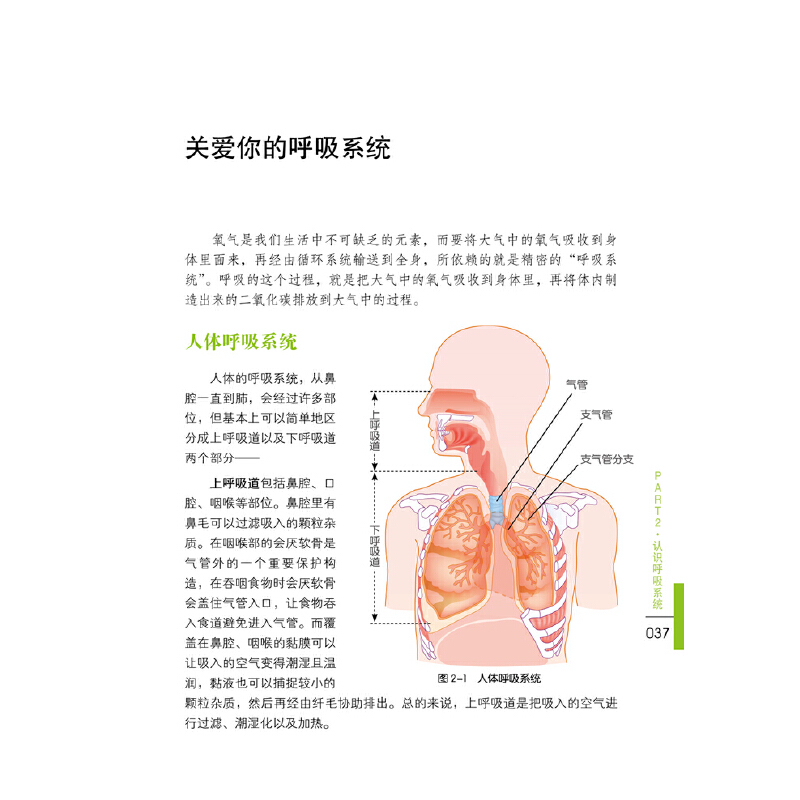 关爱你的呼吸系统
氧气是我们生活中不可缺乏的元素，而要将大气中的氧气吸收到身
体里面来，再经由循环系统输送到全身，所依赖的就是精密的“呼吸系
统”。呼吸的这个过程，就是把大气中的氧气吸收到身体里，再将体内制
造出来的二氧化碳排放到大气中的过程。
人体呼吸系统
人体的呼吸系统，从鼻
腔一直到肺，会经过许多部
位，但基本上可以简单地区
分成上呼吸道以及下呼吸道
两个部分——
上呼吸道包括鼻腔、口
腔、咽喉等部位。鼻腔里有
鼻毛可以过滤吸入的颗粒杂
质。在咽喉部的会厌软骨是
气管外的一个重要保护构
造，在吞咽食物时会厌软骨
会盖住气管入口，让食物吞
入食道避免进入气管。而覆
盖在鼻腔、咽喉的黏膜可以
让吸入的空气变得潮湿且温
润，黏液也可以捕捉较小的
颗粒杂质，然后再经由纤毛协助排出。总的来说，上呼吸道是把吸入的空气进
行过滤、潮湿化以及加热。
上呼吸道
下呼吸道
气管
支气管
支气管分支
图2-1 人体呼吸系统
PART2·认识呼吸系统
037